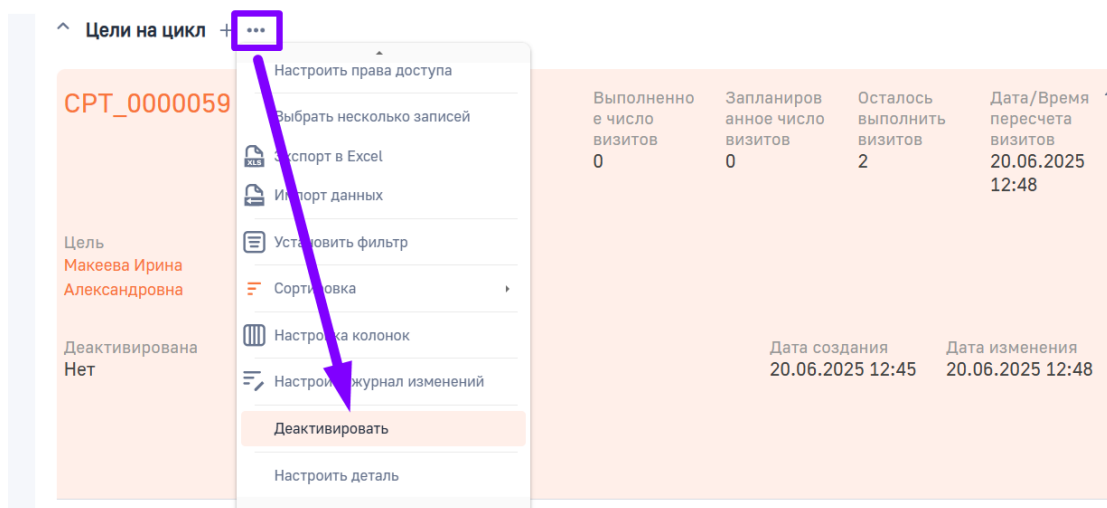 Цели на цикл
Настроить права доступа
CPT_0000059
Выполненно
е число
визитов
0
Запланиров
анное число
визитов
0
Осталось
выполнить
визитов
2
Дата/Время
пересчета
визитов
20.06.2025
12:48
Выбрать несколько записей
XLS
Экспорт в Excel
Импорт данных
Цель
Макеева Ирина
Александровна
Установить фильтр
Сортировка
Настройка колонок
Деактивирована
Нет
Дата создания
20.06.2025 12:45
Дата изменения
20.06.2025 12:48
журнал изменений
Деактивировать
Настроить деталь